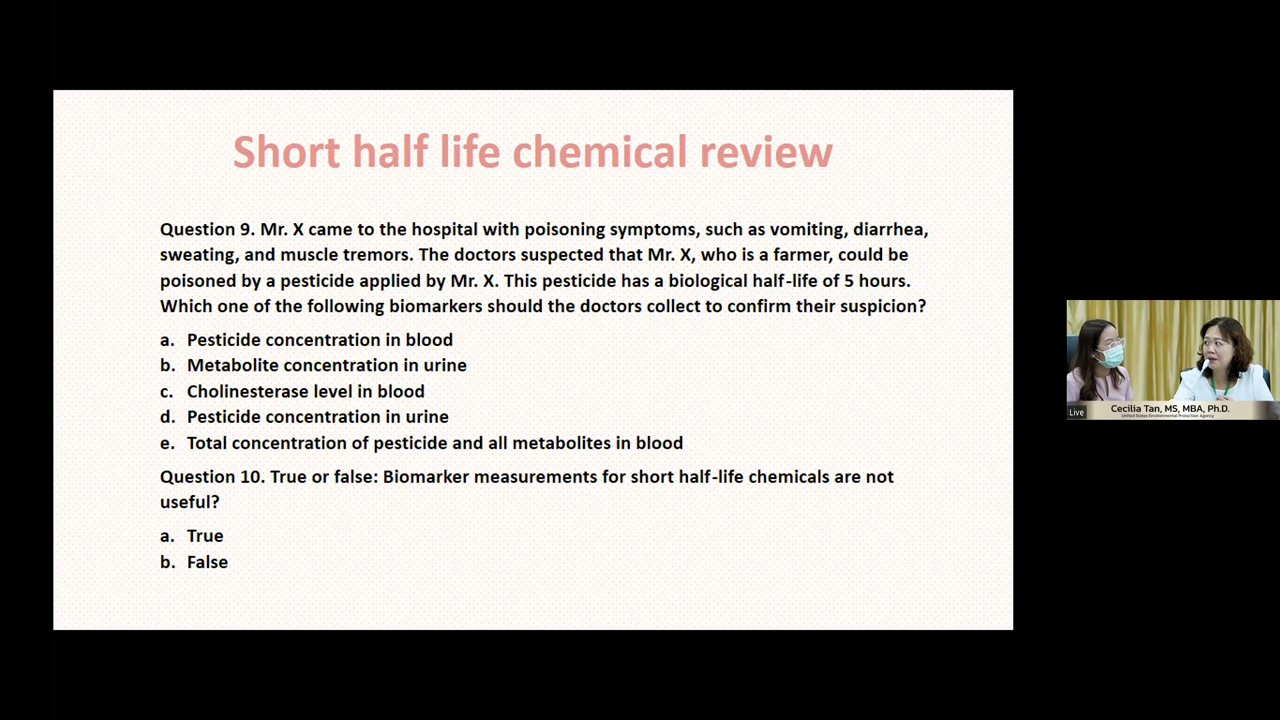 Short half life chemical review
Question 9. Mr. X came to the hospital with poisoning symptoms, such as vomiting, diarrhea,
sweating, and muscle tremors. The doctors suspected that Mr. X, who is a farmer, could be
poisoned by a pesticide applied by Mr. X. This pesticide has a biological half-life of 5 hours.
Which one of the following biomarkers should the doctors collect to confirm their suspicion?
a. Pesticide concentration in blood
b. Metabolite concentration in urine
c. Cholinesterase level in blood
d. Pesticide concentration in urine
e. Total concentration of pesticide and all metabolites in blood
Question 10. True or false: Biomarker measurements for short half-life chemicals are not
useful?
a. True
b. False
Live
Cecilia Tan, MS, MBA, Ph.D.
United States Environmental Protection Agency